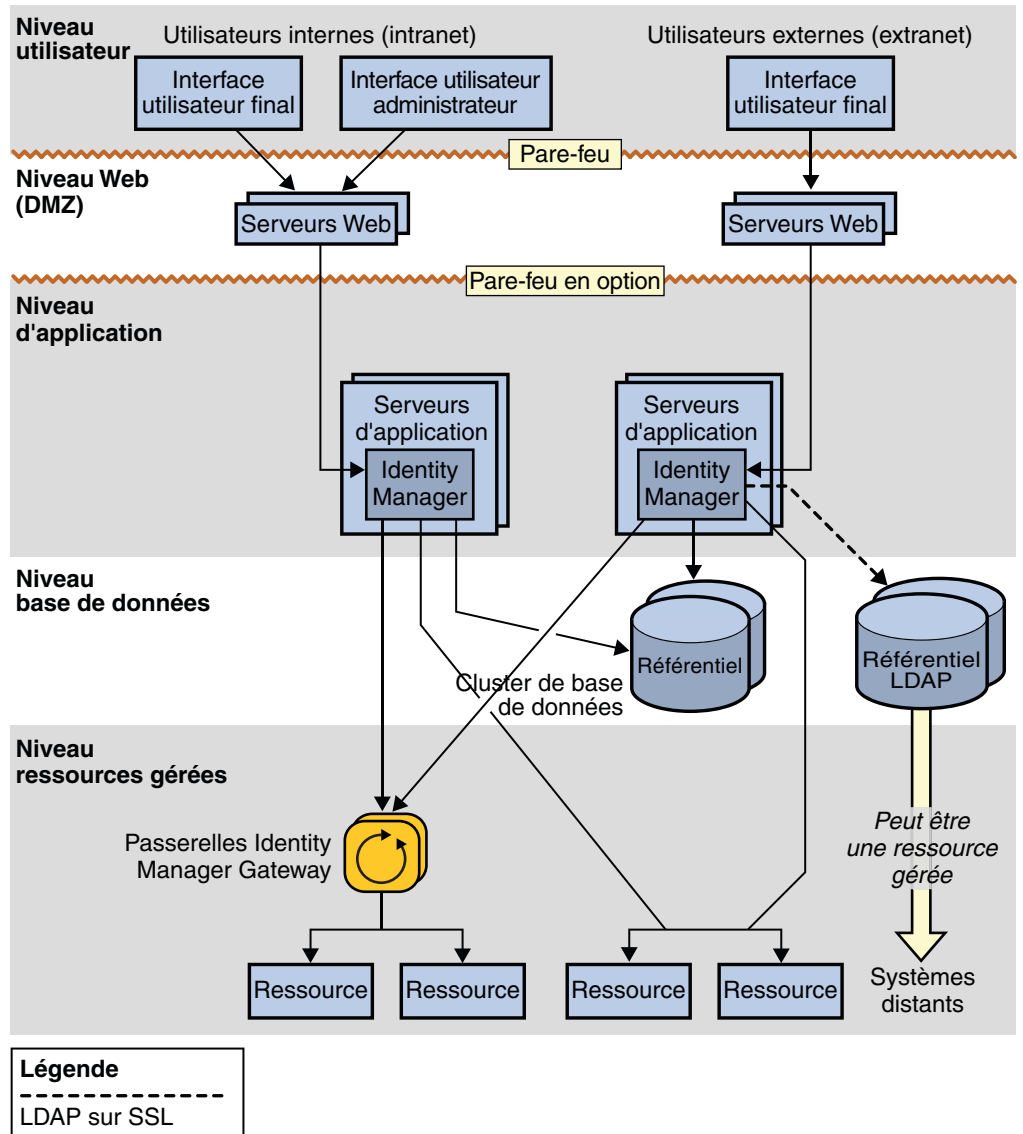 Niveau
utilisateur
Utilisateurs internes (intranet)
Utilisateurs externes (extranet)
Interface
utilisateur final
Interface utilisateur
administrateur
Interface
utilisateur final
Pare-feu
Niveau Web
(DMZ)
Serveurs Web
Serveurs Web
Pare-feu en option
Niveau
d'application
Serveurs
d'application
Identity
Manager
Serveurs
d'application
Identity
Manager
Niveau
base de données
Référentiel
Cluster de base
de données
Référentiel
LDAP
Niveau
ressources gérées
Passerelles Identity
Manager Gateway
Peut être
une ressource
gérée
Ressource
Ressource
Ressource
Ressource
Systèmes
distants
Légende
LDAP sur SSL